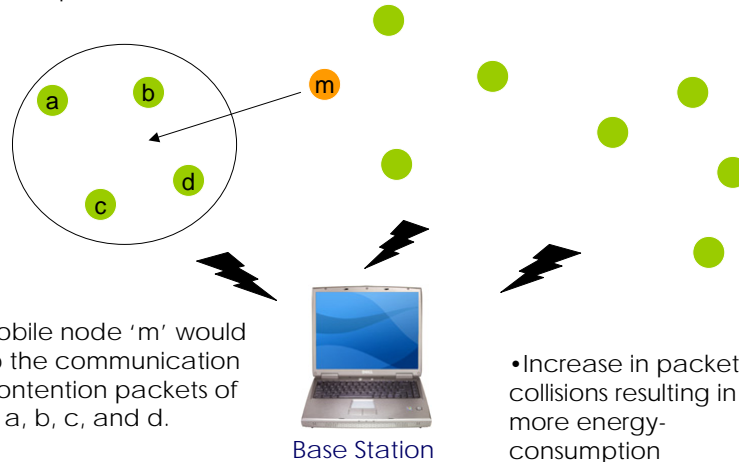 m
b
a
d
c
obile node ‘m’ would
the communication
ontention packets of
a, b, c, and d.
•Increase in packet
collisions resulting in
more energy-
consumption
Base Station